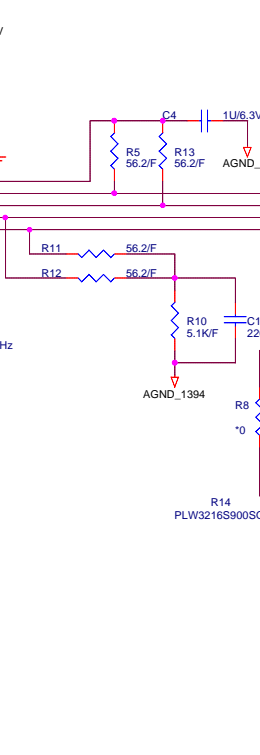 C4
1U/6.3V
R5
56.2/F
R13
56.2/F
AGND_
R11
56.2/F
R12
56.2/F
R10
5.1K/F
C1
22
Hz
AGND_1394
R8
*0
R14
PLW3216S900S